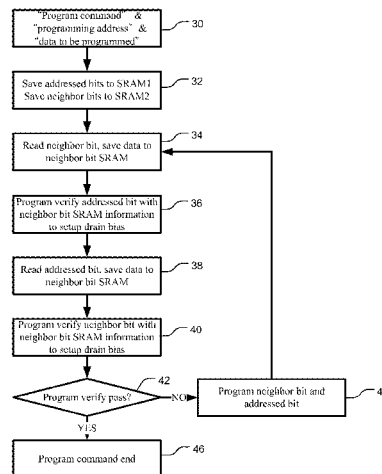 "Program command" &
"programming address" &
"data to be programmed"
30
Save addressed bits to SRAM1
Save neighbor bits to SRAM2
32
Read neighbor bit, save data to
neighbor bit SRAM
34
Program verify addressed bit with
neighbor bit SRAM information
to setup drain bias
36
Read addressed bit, save data to
neighbor bit SRAM
38
Program verify neighbor bit with
neighbor bit SRAM information
to setup drain bias
40
Program verify pass?
42
NO
Program neighbor bit and
addressed bit
4
YES
Program command end
46